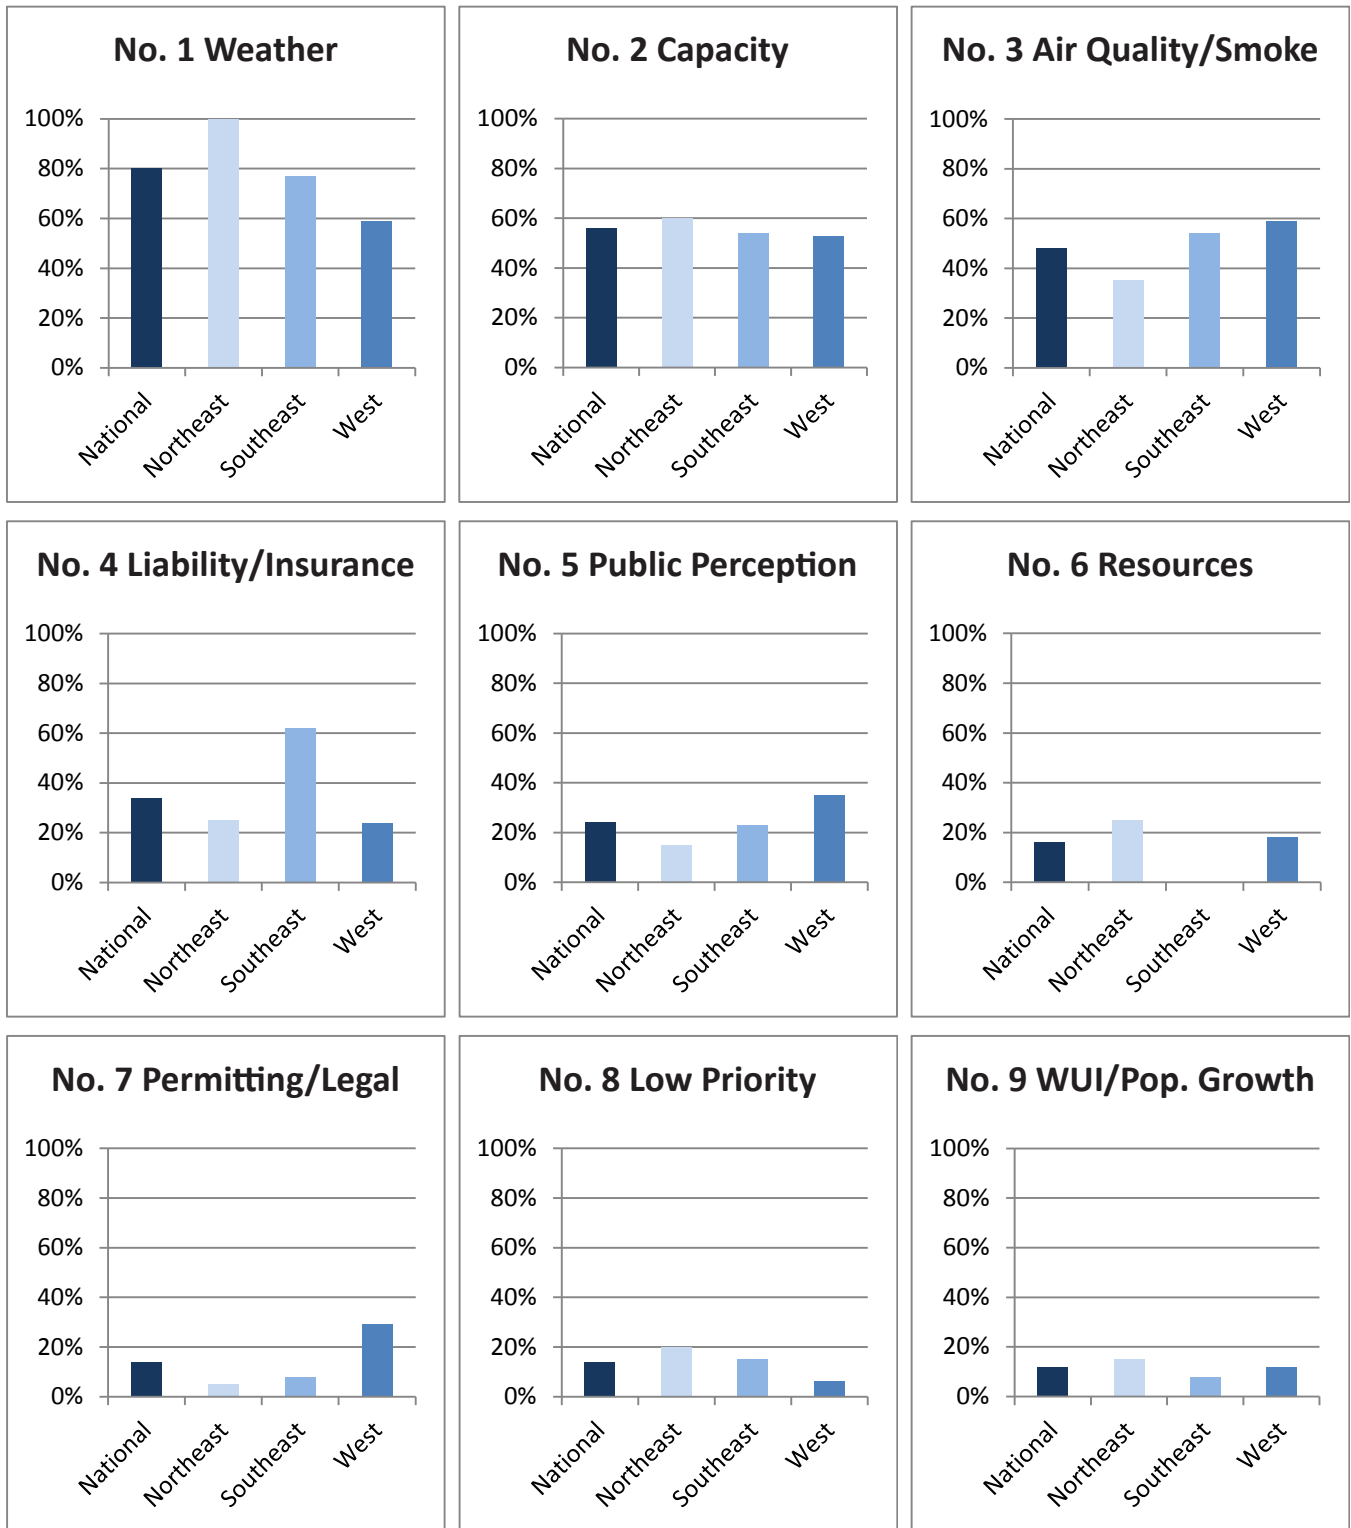 No. 1 Weather
100%
80%
60%
40%
20%
0%
National
Northeast
Southeast
West
No. 2 Capacity
100%
80%
60%
40%
20%
0%
National
Northeast
Southeast
West
No. 3 Air Quality/Smoke
100%
80%
60%
40%
20%
0%
National
Northeast
Southeast
West
No. 4 Liability/Insurance
100%
80%
60%
40%
20%
0%
National
Northeast
Southeast
West
No. 5 Public Perception
100%
80%
60%
40%
20%
0%
National
Northeast
Southeast
West
No. 6 Resources
100%
80%
60%
40%
20%
0%
National
Northeast
Southeast
West
No. 7 Permitting/Legal
100%
80%
60%
40%
20%
0%
National
Northeast
Southeast
West
No. 8 Low Priority
100%
80%
60%
40%
20%
0%
National
Northeast
Southeast
West
No. 9 WUI/Pop. Growth
100%
80%
60%
40%
20%
0%
National
Northeast
Southeast
West